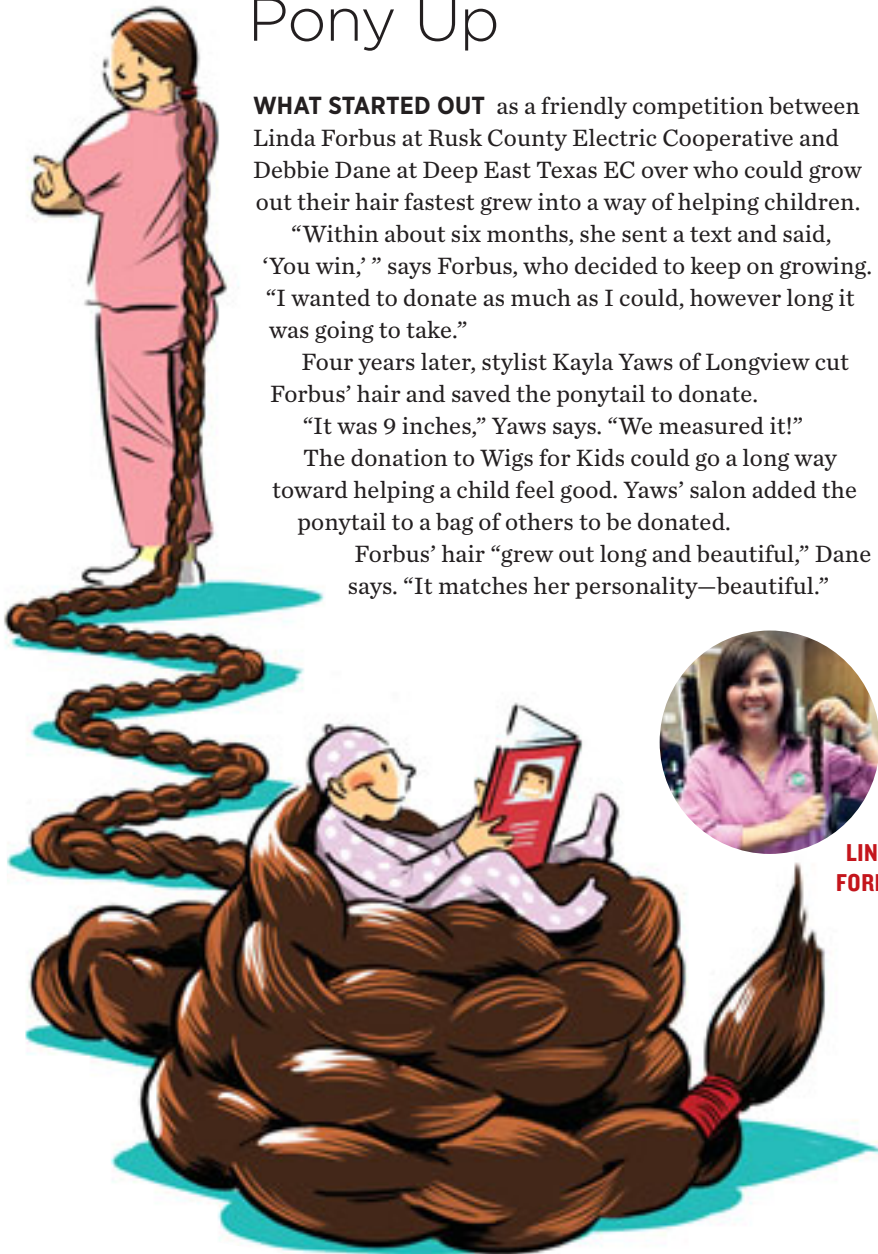 Pony Up
WHAT STARTED OUT as a friendly competition between
Linda Forbus at Rusk County Electric Cooperative and
Debbie Dane at Deep East Texas EC over who could grow
out their hair fastest grew into a way of helping children.
“Within about six months, she sent a text and said,
‘You win,’ ” says Forbus, who decided to keep on growing.
“I wanted to donate as much as I could, however long it
was going to take.”
Four years later, stylist Kayla Yaws of Longview cut
Forbus’ hair and saved the ponytail to donate.
“It was 9 inches,” Yaws says. “We measured it!”
The donation to Wigs for Kids could go a long way
toward helping a child feel good. Yaws’ salon added the
ponytail to a bag of others to be donated.
Forbus’ hair “grew out long and beautiful,” Dane
says. “It matches her personality—beautiful.”